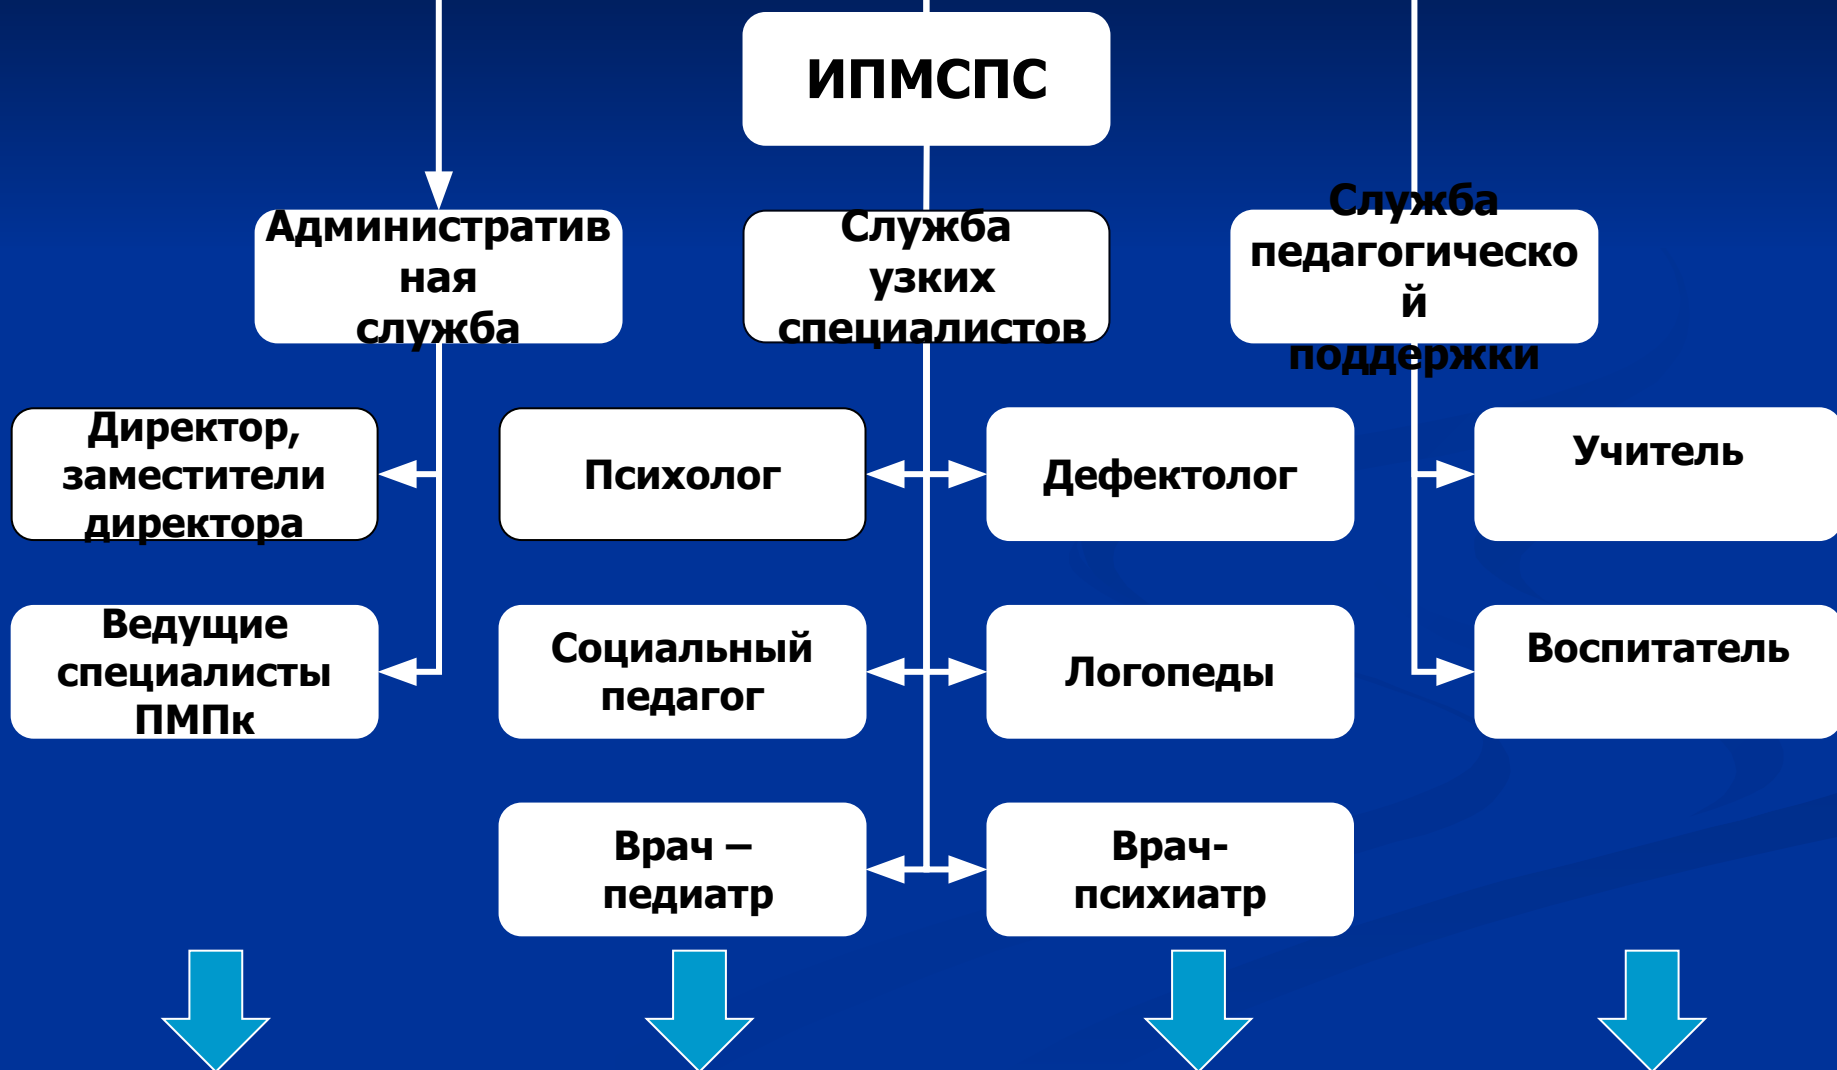 ИПМСПС
Административ
ная
служба
Служба
узких
специалистов
Служба
педагогическо
й
поддержки
Директор,
заместители
директора
Психолог
Дефектолог
Учитель
Ведущие
специалисты
ПМПк
Социальный
педагог
Логопеды
Воспитатель
Врач –
педиатр
Врач-
психиатр